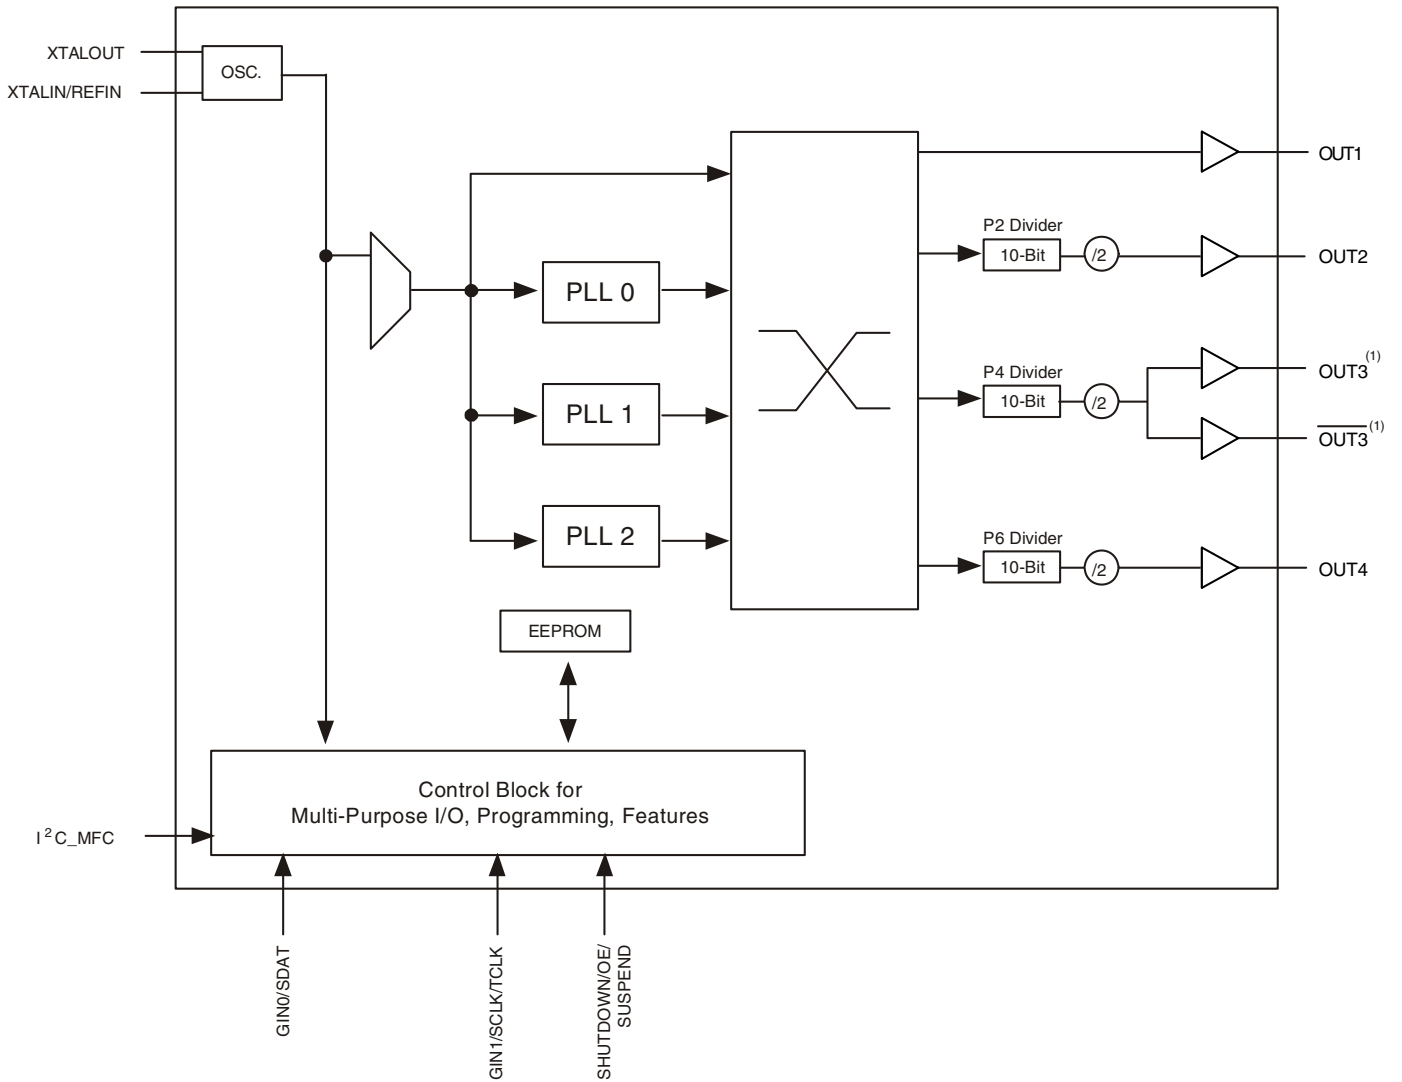 XTALOUT
XTALIN/REFIN
OSC.
OUT1
P2 Divider
10-Bit
/2
OUT2
PLL 0
P4 Divider
10-Bit
/2
OUT3(1)
OUT3(1)
PLL 1
PLL 2
P6 Divider
10-Bit
/2
OUT4
EEPROM
Control Block for
Multi-Purpose I/O, Programming, Features
I2C_MFC
GIN0/SDAT
GIN1/SCLK/TCLK
SHUTDOWN/OE/
SUSPEND